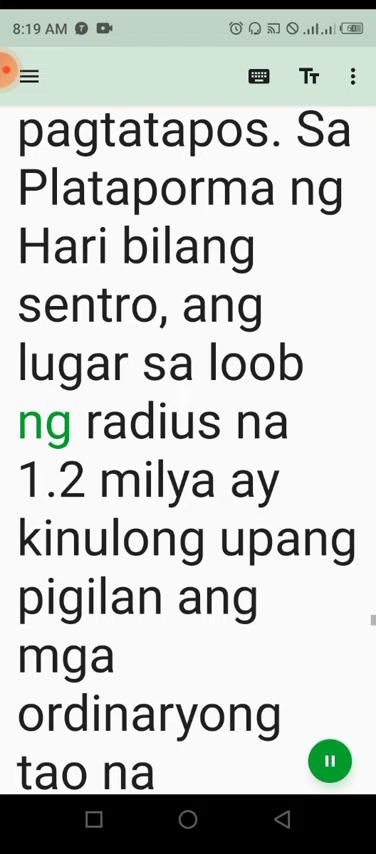 8:19 AM
Tт
pagtatapos. Sa
Plataporma ng
Hari bilang
sentro, ang
lugar sa loob
ng radius na
1.2 milya ay
kinulong upang
pigilan ang
mga
ordinaryong
tao na